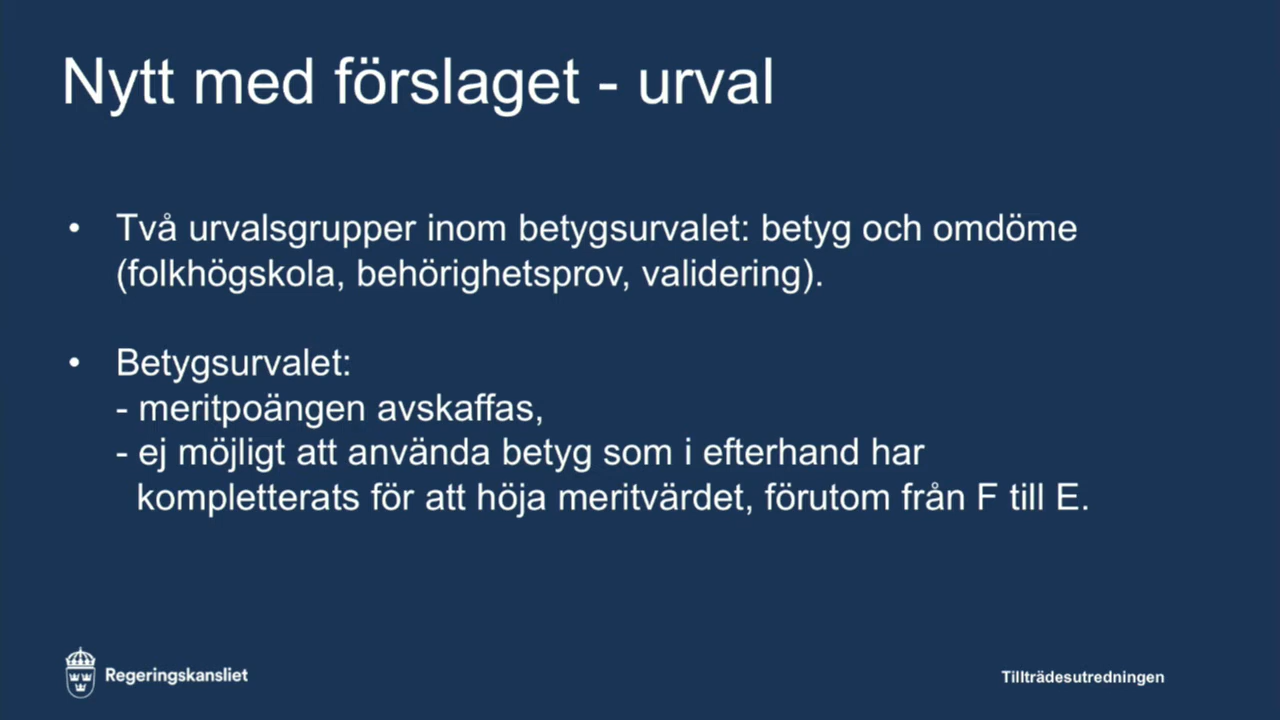 Nytt med förslaget - urval
• Två urvalsgrupper inom betygsurvalet: betyg och omdöme
(folkhögskola, behörighetsprov, validering).
• Betygsurvalet:
- meritpoängen avskaffas,
- ej möjligt att använda betyg som i efterhand har
kompletterats för att höja meritvärdet, förutom från F till E.
Regeringskansliet
Tillträdesutredningen